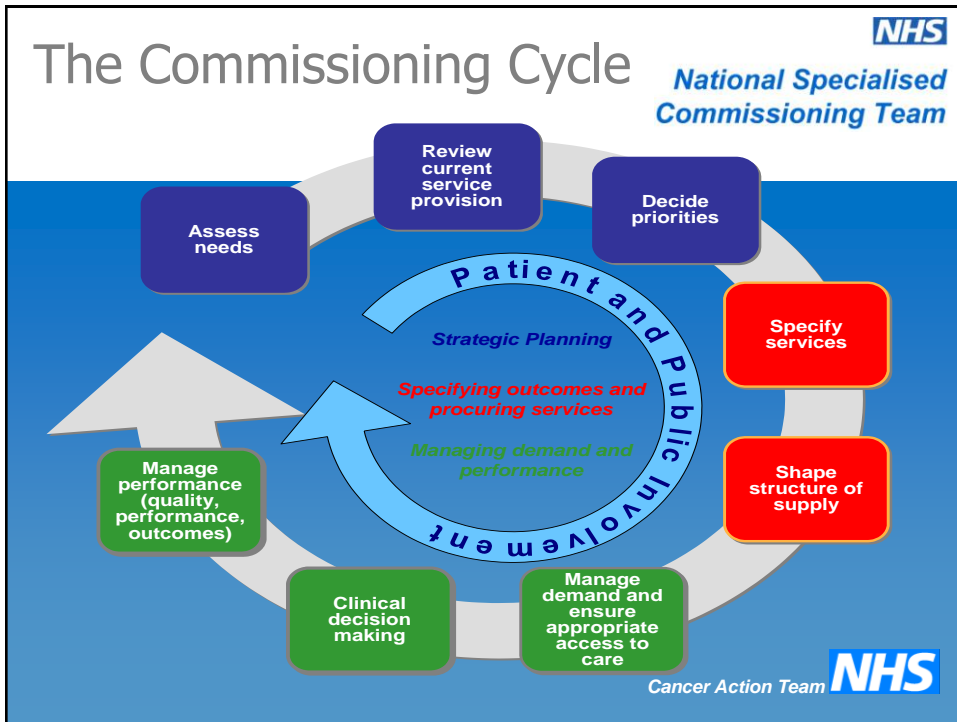 The Commissioning Cycle
NHS
National Specialised
Commissioning Team
Assess
needs
Review
current
service
provision
Decide
priorities
Specify
services
Shape
structure of
supply
Manage
demand and
ensure
appropriate
access to
care
Clinical
decision
making
Manage
performance
(quality,
performance,
outcomes)
Patient and Public Involvement
Strategic Planning
Specifying outcomes and
procuring services
Managing demand and
performance
Cancer Action Team
NHS